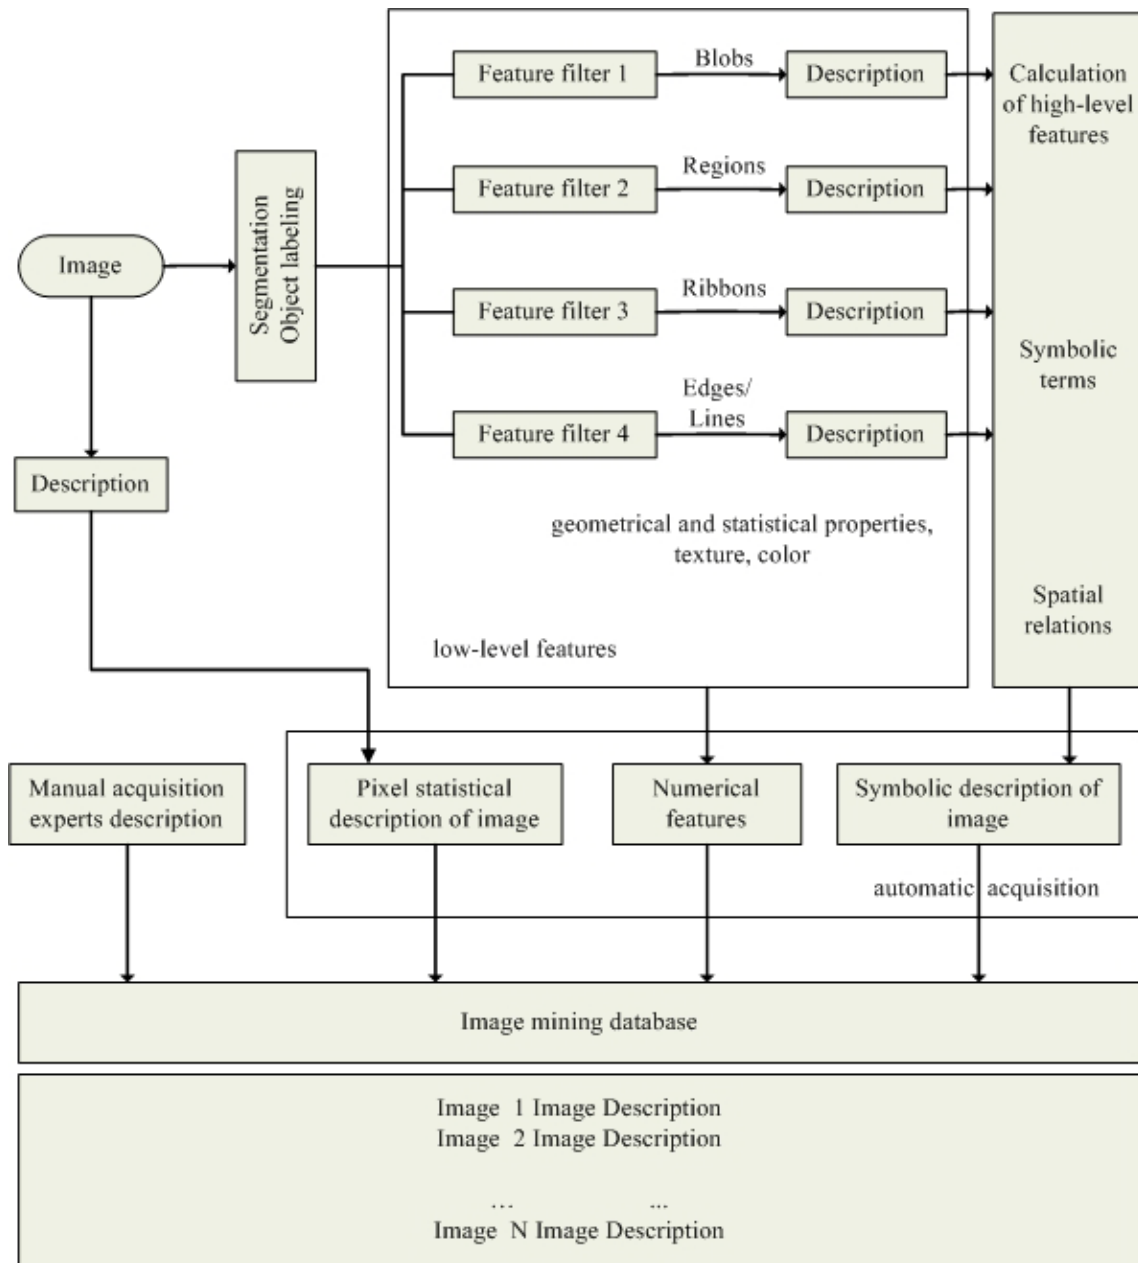 Feature filter 1
Blobs
Description
Calculation
of high-level
features
Feature filter 2
Regions
Description
Image
Segmentation
Object labeling
Feature filter 3
Ribbons
Description
Symbolic
terms
Feature filter 4
Edges/
Lines
Description
Description
geometrical and statistical properties,
texture, color
Spatial
relations
low-level features
Manual acquisition
experts description
Pixel statistical
description of image
Numerical
features
Symbolic description of
image
automatic acquisition
Image mining database
Image 1 Image Description
Image 2 Image Description
... ...
Image N Image Description